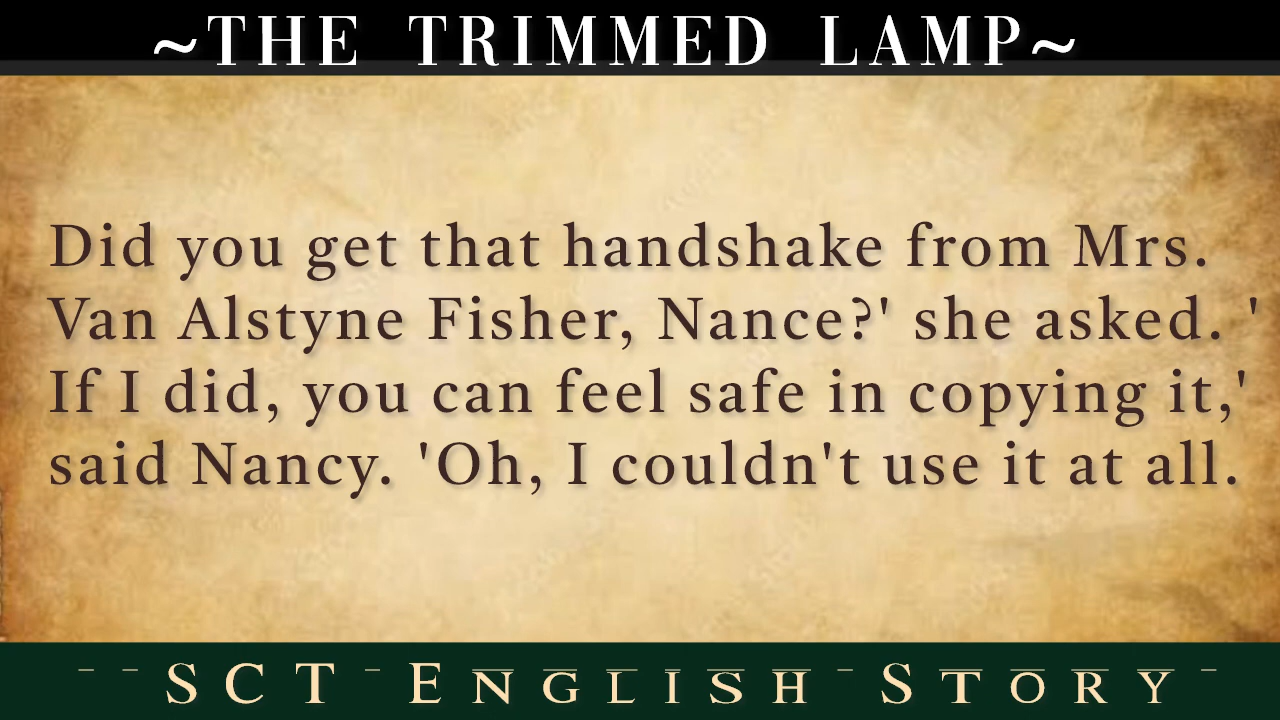 ~THE TRIMMED LAMP~
Did you get that handshake from Mrs.
Van Alstyne Fisher, Nance?' she asked. '
If I did, you can feel safe in copying it,'
said Nancy. 'Oh, I couldn't use it at all.
SCT English Story